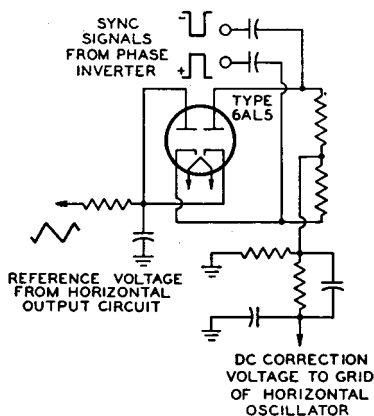 SYNC
SIGNALS
FROM PHASE
INVERTER
−
+
TYPE
6AL5
REFERENCE VOLTAGE
FROM HORIZONTAL
OUTPUT CIRCUIT
DC CORRECTION
VOLTAGE TO GRID
OF HORIZONTAL
OSCILLATOR